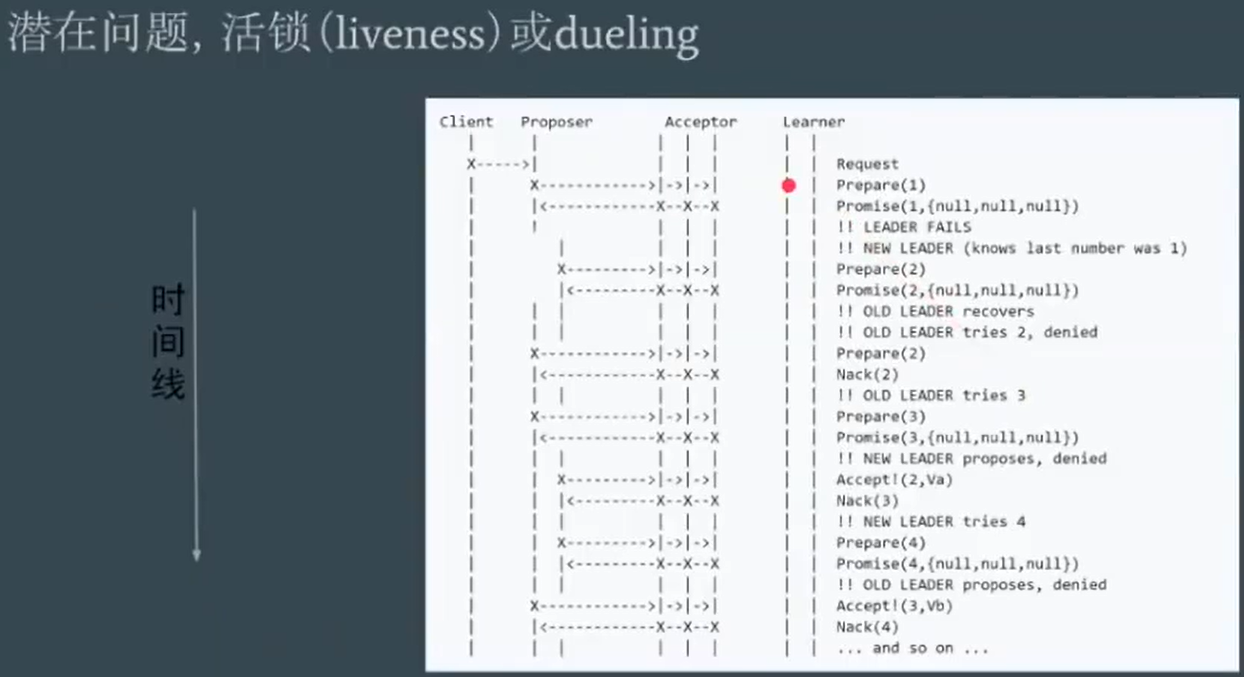 潜在问题, 活锁(liveness)或dueling
时
间
线
Client Proposer Acceptor Learner
| | | | | | |
X----->| | | | | | Request
| X------------>|->|->| | | Prepare(1)
| |<------------X--X--X | | Promise(1,{null,null,null})
| ! | | | | | !! LEADER FAILS
| | | | | | | !! NEW LEADER (knows last number was 1)
| X--------->|->|->| | | Prepare(2)
| |<---------X--X--X | | Promise(2,{null,null,null})
| | | | | | | | !! OLD LEADER recovers
| | | | | | | | !! OLD LEADER tries 2, denied
| X------------>|->|->| | | Prepare(2)
| |<------------X--X--X | | Nack(2)
| | | | | | | | !! OLD LEADER tries 3
| X------------>|->|->| | | Prepare(3)
| |<------------X--X--X | | Promise(3,{null,null,null})
| | | | | | | | !! NEW LEADER proposes, denied
| | X--------->|->|->| | | Accept!(2,Va)
| | |<---------X--X--X | | Nack(3)
| | | | | | | | !! NEW LEADER tries 4
| | X--------->|->|->| | | Prepare(4)
| | |<---------X--X--X | | Promise(4,{null,null,null})
| | | | | | | | !! OLD LEADER proposes, denied
| X------------>|->|->| | | Accept!(3,Vb)
| |<------------X--X--X | | Nack(4)
| | | | | | | | ... and so on ...